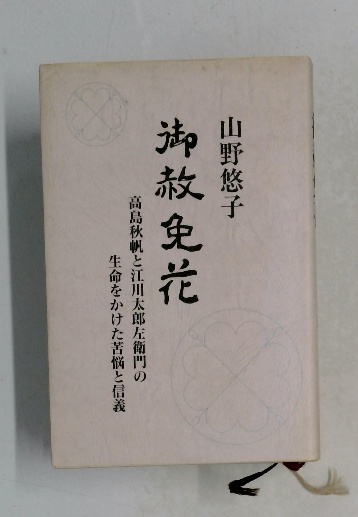 山野悠子
御赦免花
高島秋帆と江川太郎左衛門の
生命をかけた苦悩と信義